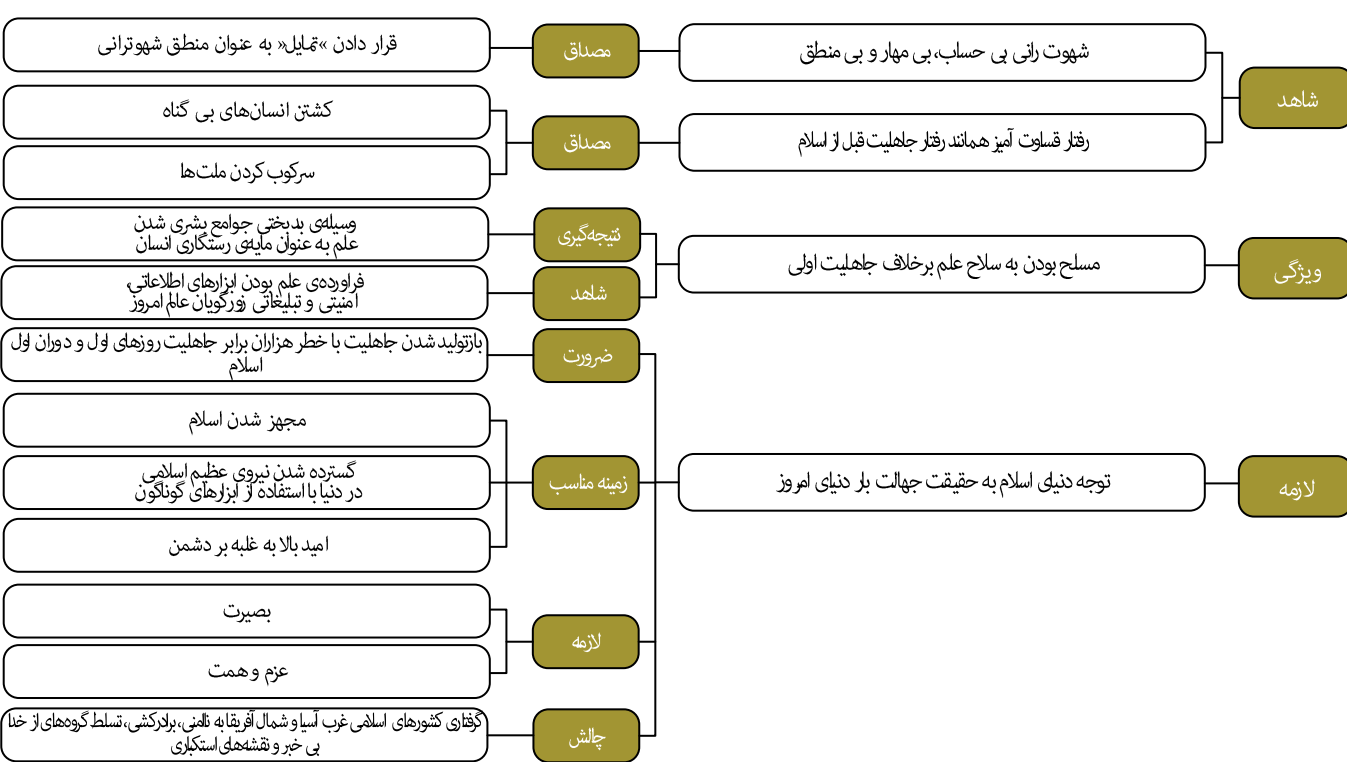 شاهد
شهوت رانی بی حساب، بی مهار و بی منطق
مصداق
قرار دادن »تمایل« به عنوان منطق شهوترانی
رفتار قساوت آمیز همانند رفتار جاهلیت قبل از اسلام
مصداق
کشتن انسان‌های بی گناه
سرکوب کردن ملت‌ها
ویژگی
مسلح بودن به سلاح علم برخلاف جاهلیت اولی
نتیجه‌گیری
وسیله‌ی بدبختی جوامع بشری شدن
علم به عنوان مایه‌ی رستگاری انسان
شاهد
فراورده‌ی علم بودن ابزارهای اطلاعاتی،
امنیتی و تبلیغاتی زورگویان عالم امروز
لازمه
توجه دنیای اسلام به حقیقت جهالت بار دنیای امروز
ضرورت
بازتولید شدن جاهلیت با خطر هزاران برابر جاهلیت روزهای اول و دوران اول
اسلام
زمینه مناسب
مجهز شدن اسلام
گسترده شدن نیروی عظیم اسلامی
در دنیا با استفاده از ابزارهای گوناگون
امید بالا به غلبه بر دشمن
لازمه
بصیرت
عزم و همت
چالش
گرفتاری کشورهای اسلامی غرب آسیا و شمال آفریقا به ناامنی، برادرکشی، تسلط گروه‌های از خدا
بی خبر و نقشه‌های استکباری